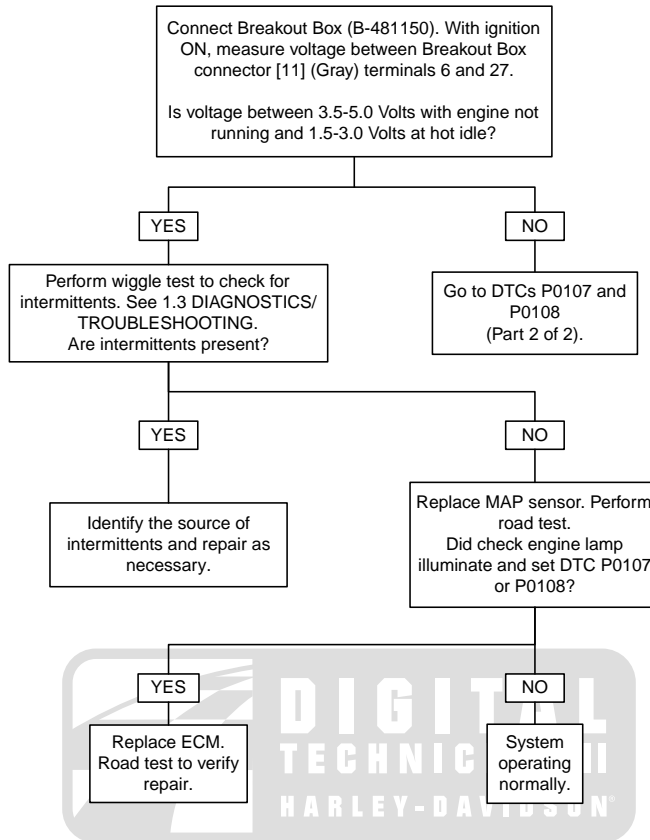 Connect Breakout Box (B-481150). With ignition
ON, measure voltage between Breakout Box
connector [11] (Gray) terminals 6 and 27.
Is voltage between 3.5-5.0 Volts with engine not
running and 1.5-3.0 Volts at hot idle?
YES
NO
Perform wiggle test to check for
intermittents. See 1.3 DIAGNOSTICS/
TROUBLESHOOTING.
Are intermittents present?
Go to DTCs P0107 and
P0108
(Part 2 of 2).
YES
NO
Identify the source of
intermittents and repair as
necessary.
Replace MAP sensor. Perform
road test.
Did check engine lamp
illuminate and set DTC P0107
or P0108?
YES
NO
Replace ECM.
Road test to verify
repair.
System
operating
normally.
DIGITAL
TECHNIC II
HARLEY-DAVIDSON®